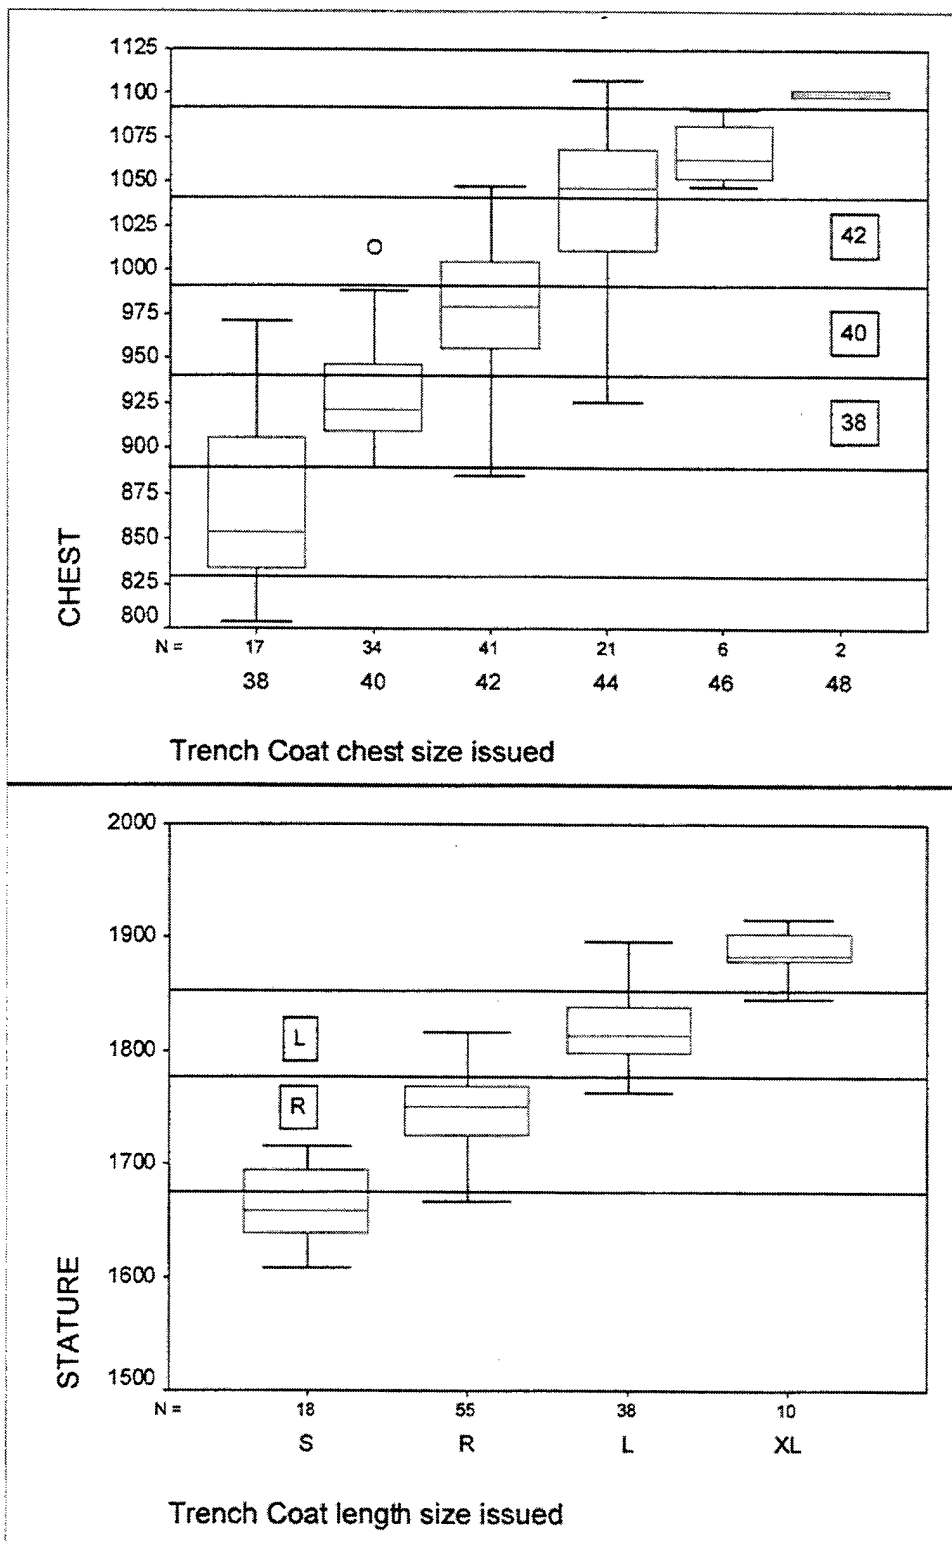 1125
1100
1075
1050
1025
1000
975
950
925
900
875
850
825
800
CHEST
42
40
38
N = 17 34 41 21 6 2
38 40 42 44 46 48
Trench Coat chest size issued
2000
1900
1800
1700
1600
1500
STATURE
L
R
N = 18 55 38 10
S R L XL
Trench Coat length size issued